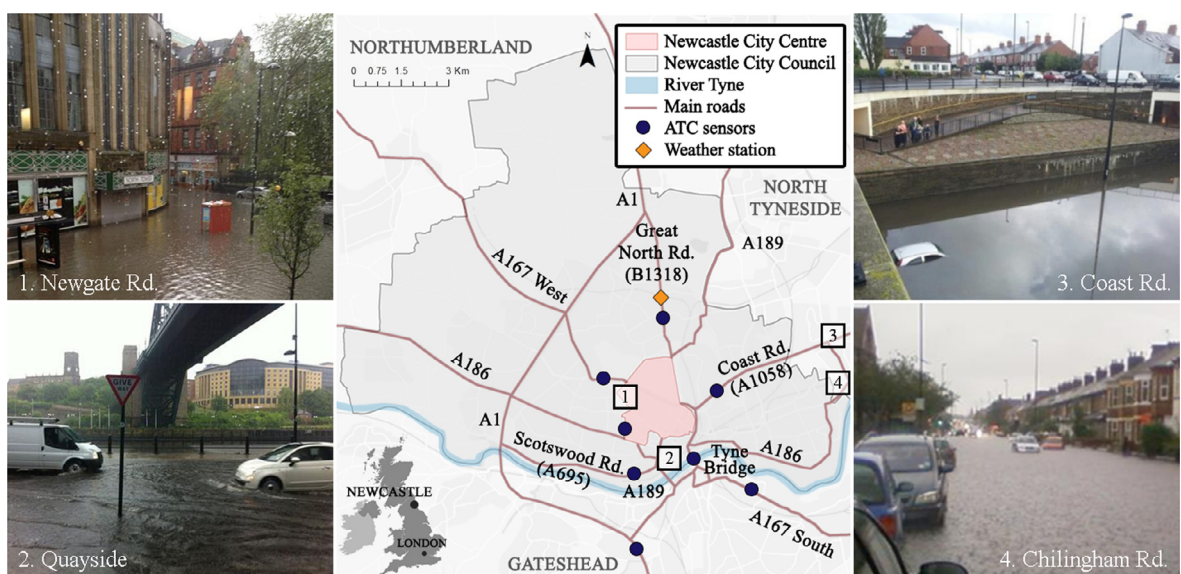 1. Newgate Rd.
GIVE
WAY
2. Quayside
NORTHUMBERLAND
0 0.75 1.5 3 Km
N
Newcastle City Centre
Newcastle City Council
River Tyne
Main roads
ATC sensors
Weather station
NORTH
TYNESIDE
A1
Great
North Rd.
(B1318)
A189
A167 West
A186
Coast Rd.
(A1058)
3
4
1
A1
Scotswood Rd.
(A695)
2
A189
Tyne
Bridge
A186
A167 South
NEWCASTLE
LONDON
GATESHEAD
3. Coast Rd.
4. Chilingham Rd.